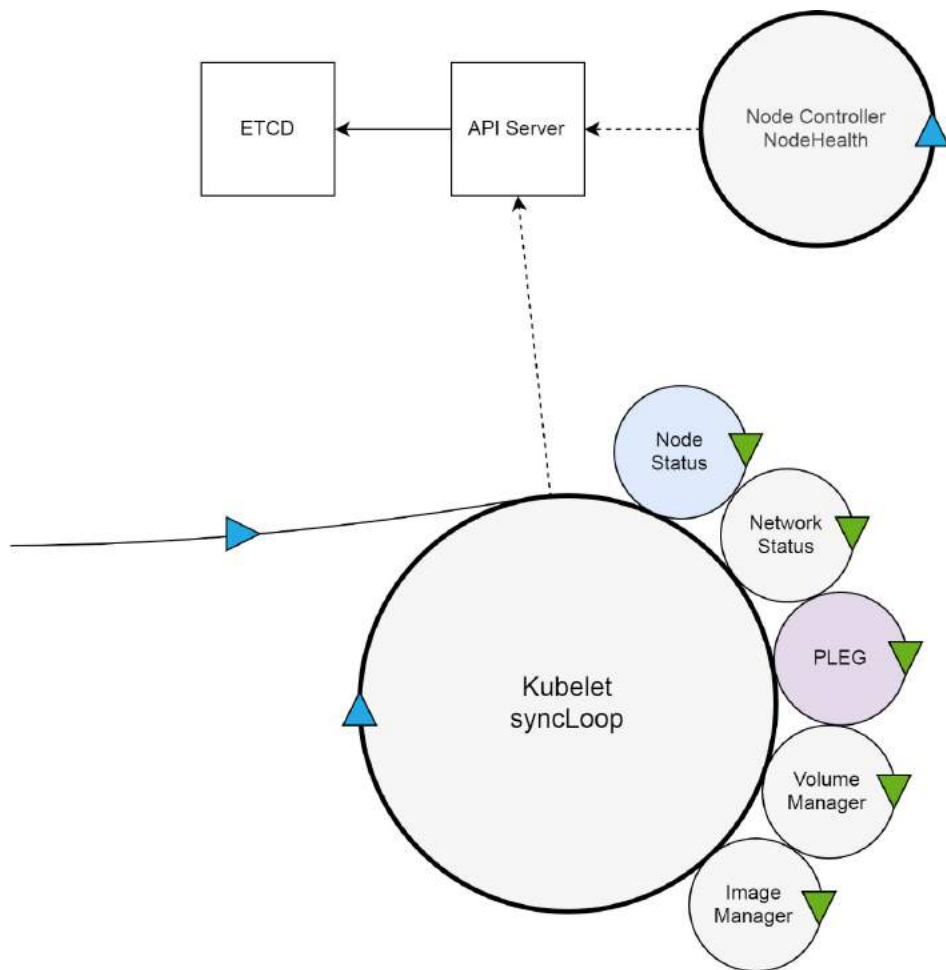 ETCD
API Server
Node Controller
NodeHealth
Node
Status
Network
Status
PLEG
Kubelet
syncLoop
Volume
Manager
Image
Manager